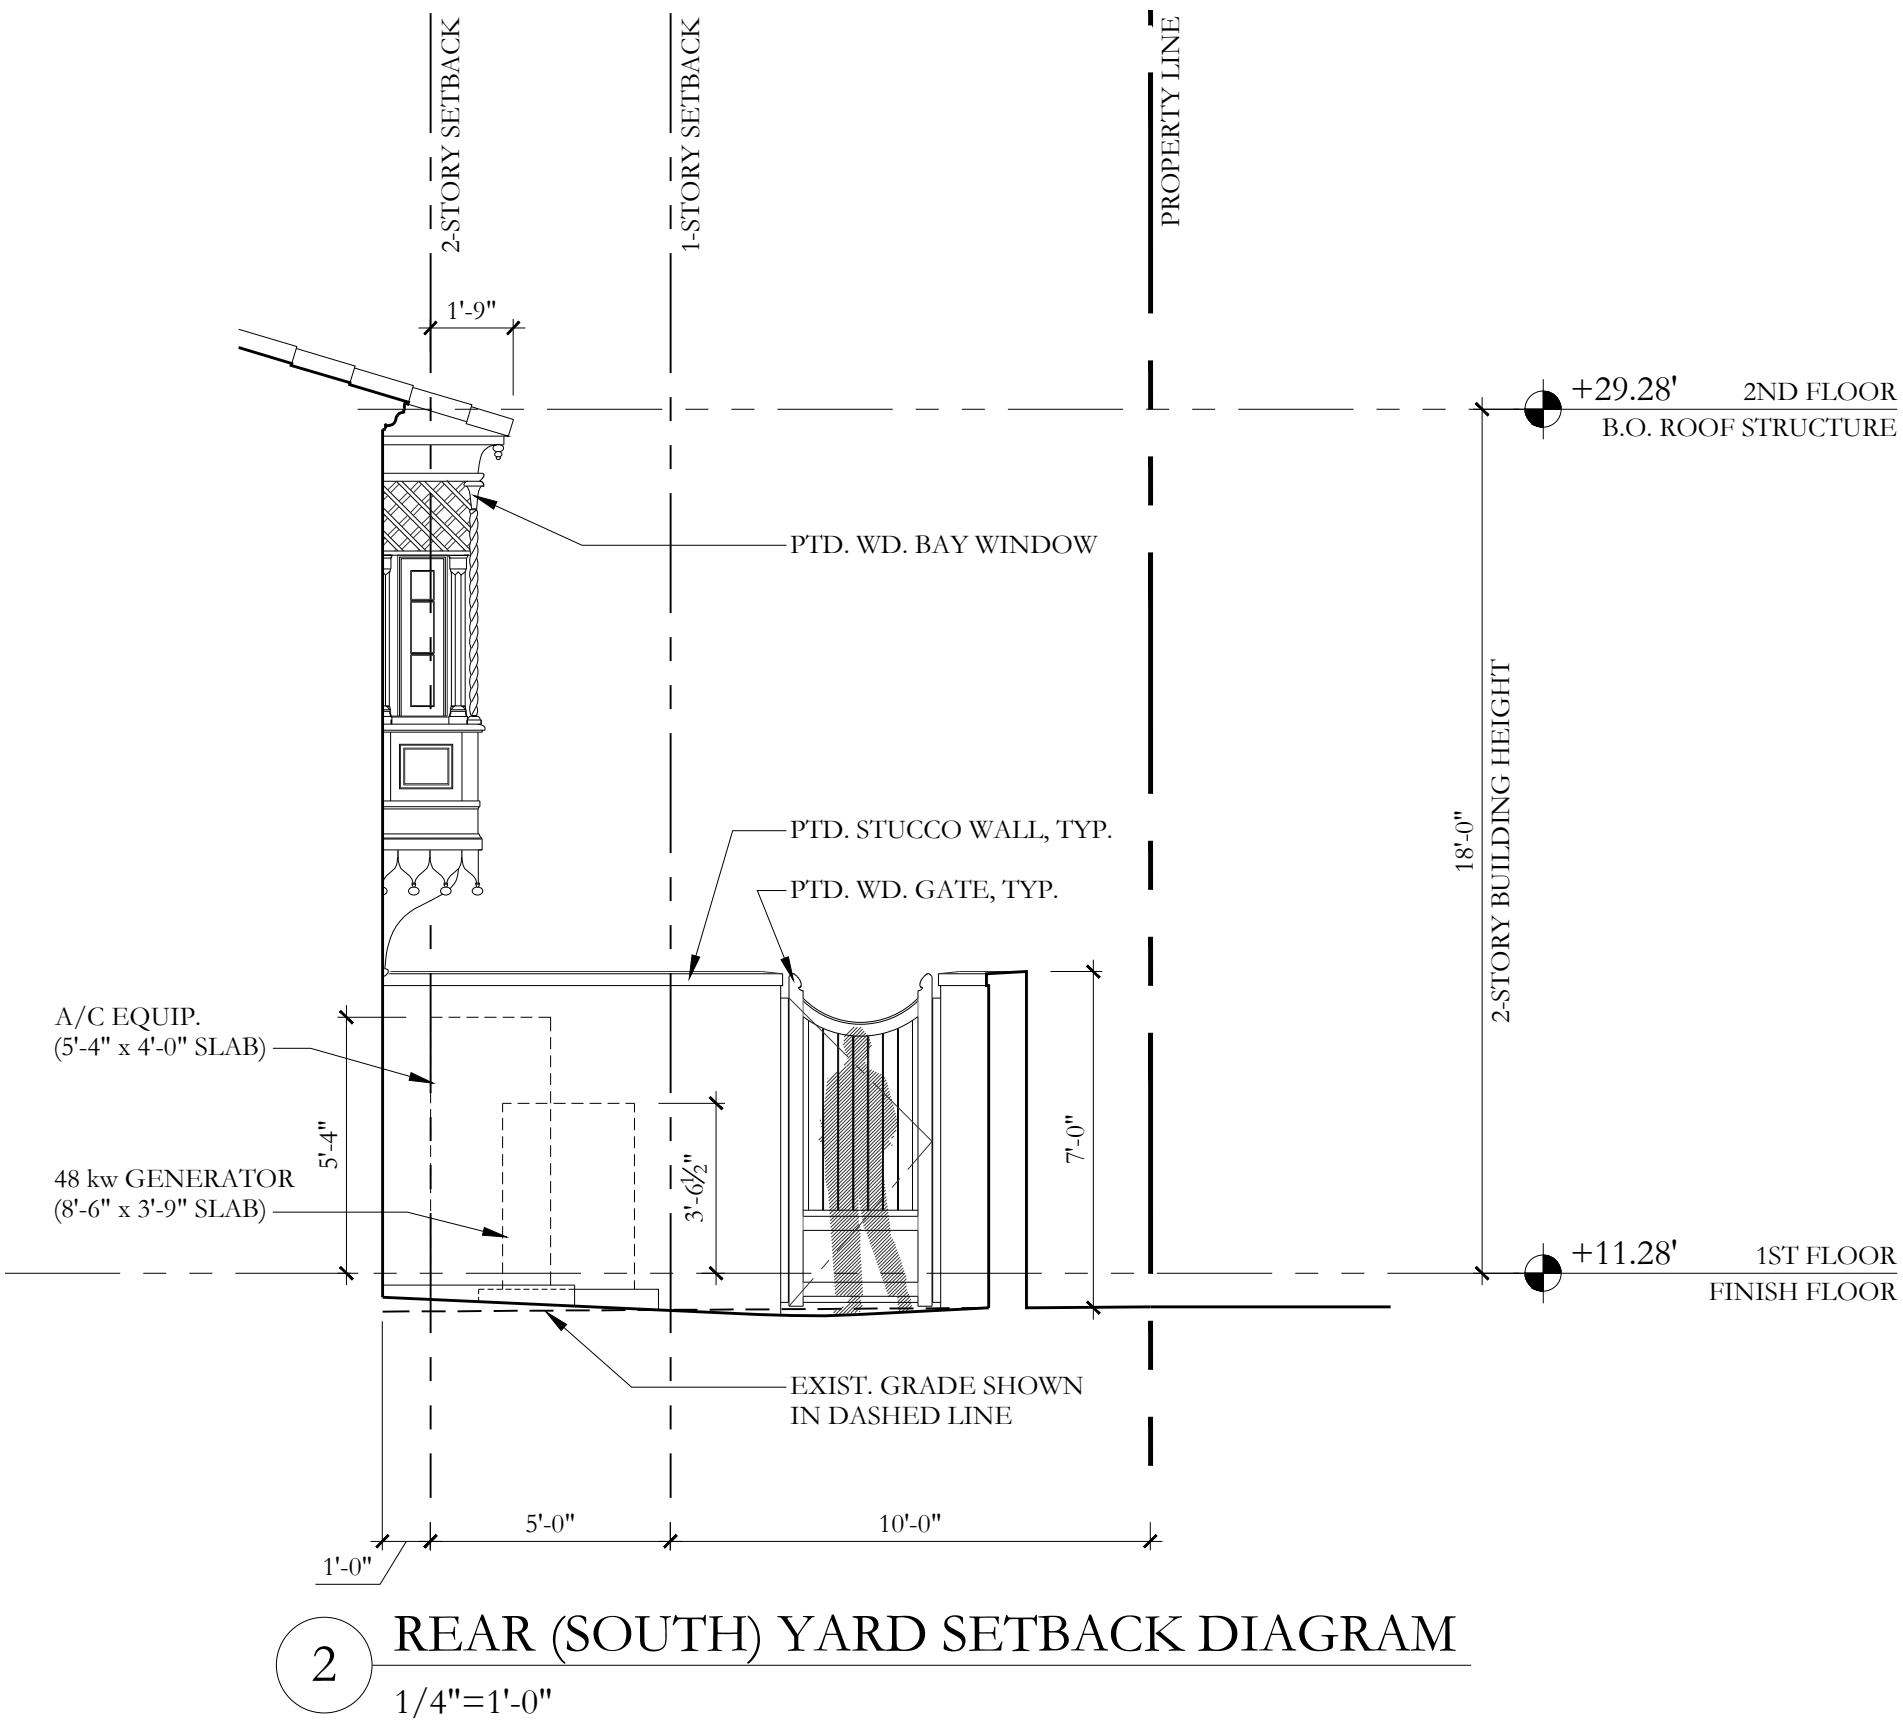 2-STORY SETBACK
1-STORY SETBACK
PROPERTY LINE
1'-9"
+29.28' 2ND FLOOR
B.O. ROOF STRUCTURE
PTD. WD. BAY WINDOW
2-STORY BUILDING HEIGHT
18'-0"
PTD. STUCCO WALL, TYP.
PTD. WD. GATE, TYP.
A/C EQUIP.
(5'-4" x 4'-0" SLAB)
5'-4"
7'-0"
3'-6½"
48 kw GENERATOR
(8'-6" x 3'-9" SLAB)
+11.28' 1ST FLOOR
FINISH FLOOR
EXIST. GRADE SHOWN
IN DASHED LINE
5'-0"
10'-0"
1'-0"
2
REAR (SOUTH) YARD SETBACK DIAGRAM
1/4"=1'-0"